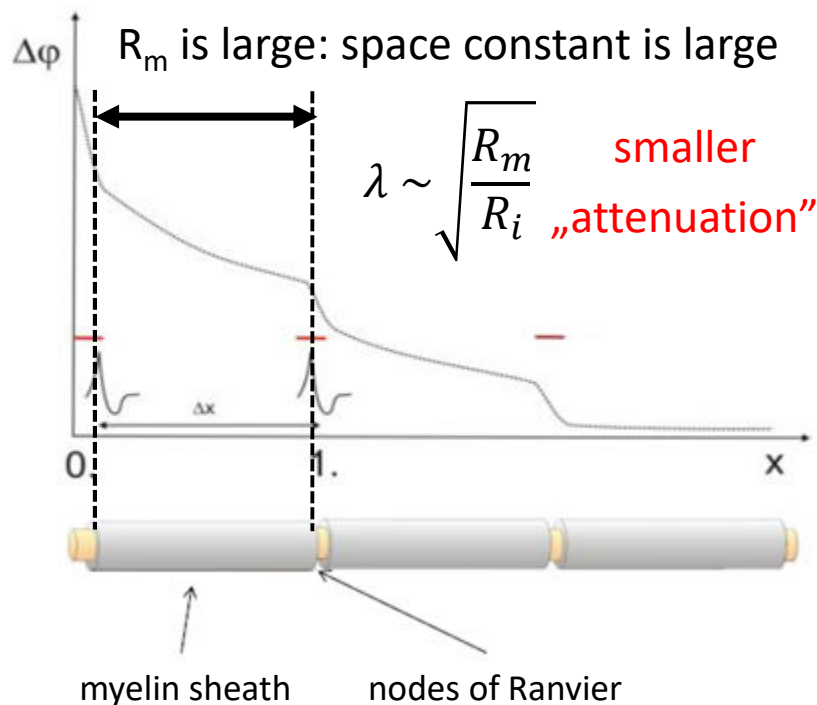 Δφ
R_m is large: space constant is large
λ ~ √(R_m/R_i)
smaller
„attenuation”
Δx
0.
1.
x
myelin sheath
nodes of Ranvier